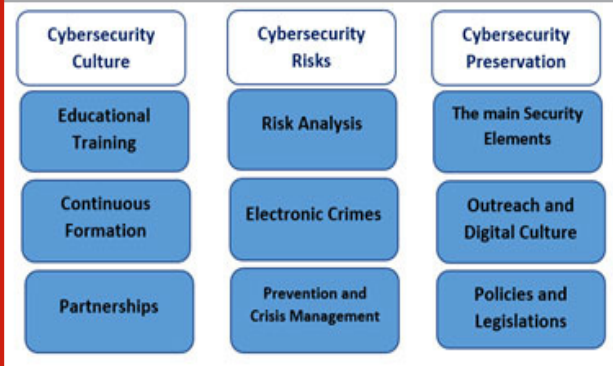 Cybersecurity
Culture
Cybersecurity
Risks
Cybersecurity
Preservation
Educational
Training
Risk Analysis
The main Security
Elements
Continuous
Formation
Electronic Crimes
Outreach and
Digital Culture
Partnerships
Prevention and
Crisis Management
Policies and
Legislations